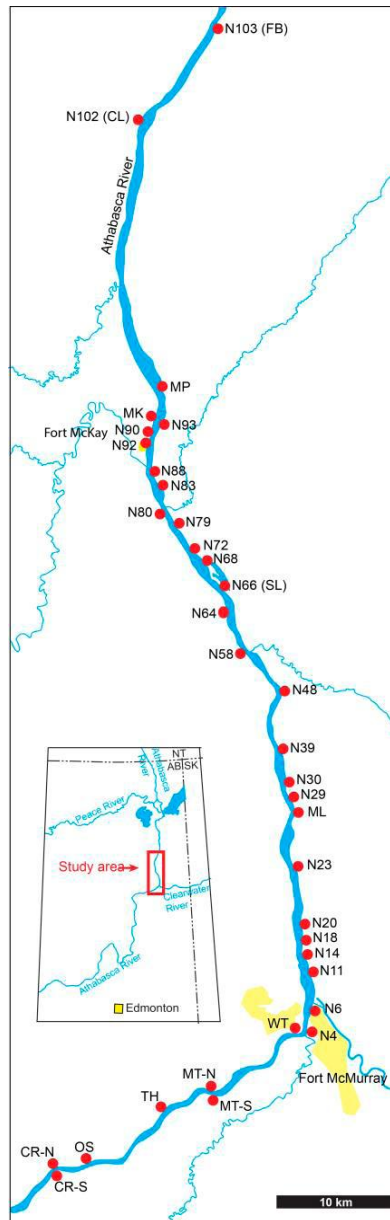 N103 (FB)
N102 (CL)
Athabasca River
MP
MK
N93
Fort McKay
N90
N92
N88
N83
N80
N79
N72
N68
N66 (SL)
N64
N58
N48
N39
N30
N29
ML
N23
N20
N18
N14
N11
N6
WT
N4
Fort McMurray
MT-N
MT-S
TH
OS
CR-N
CR-S
10 km
NT
AB SK
Athabasca
River
Peace River
Study area
Clearwater
River
Athabasca River
Edmonton